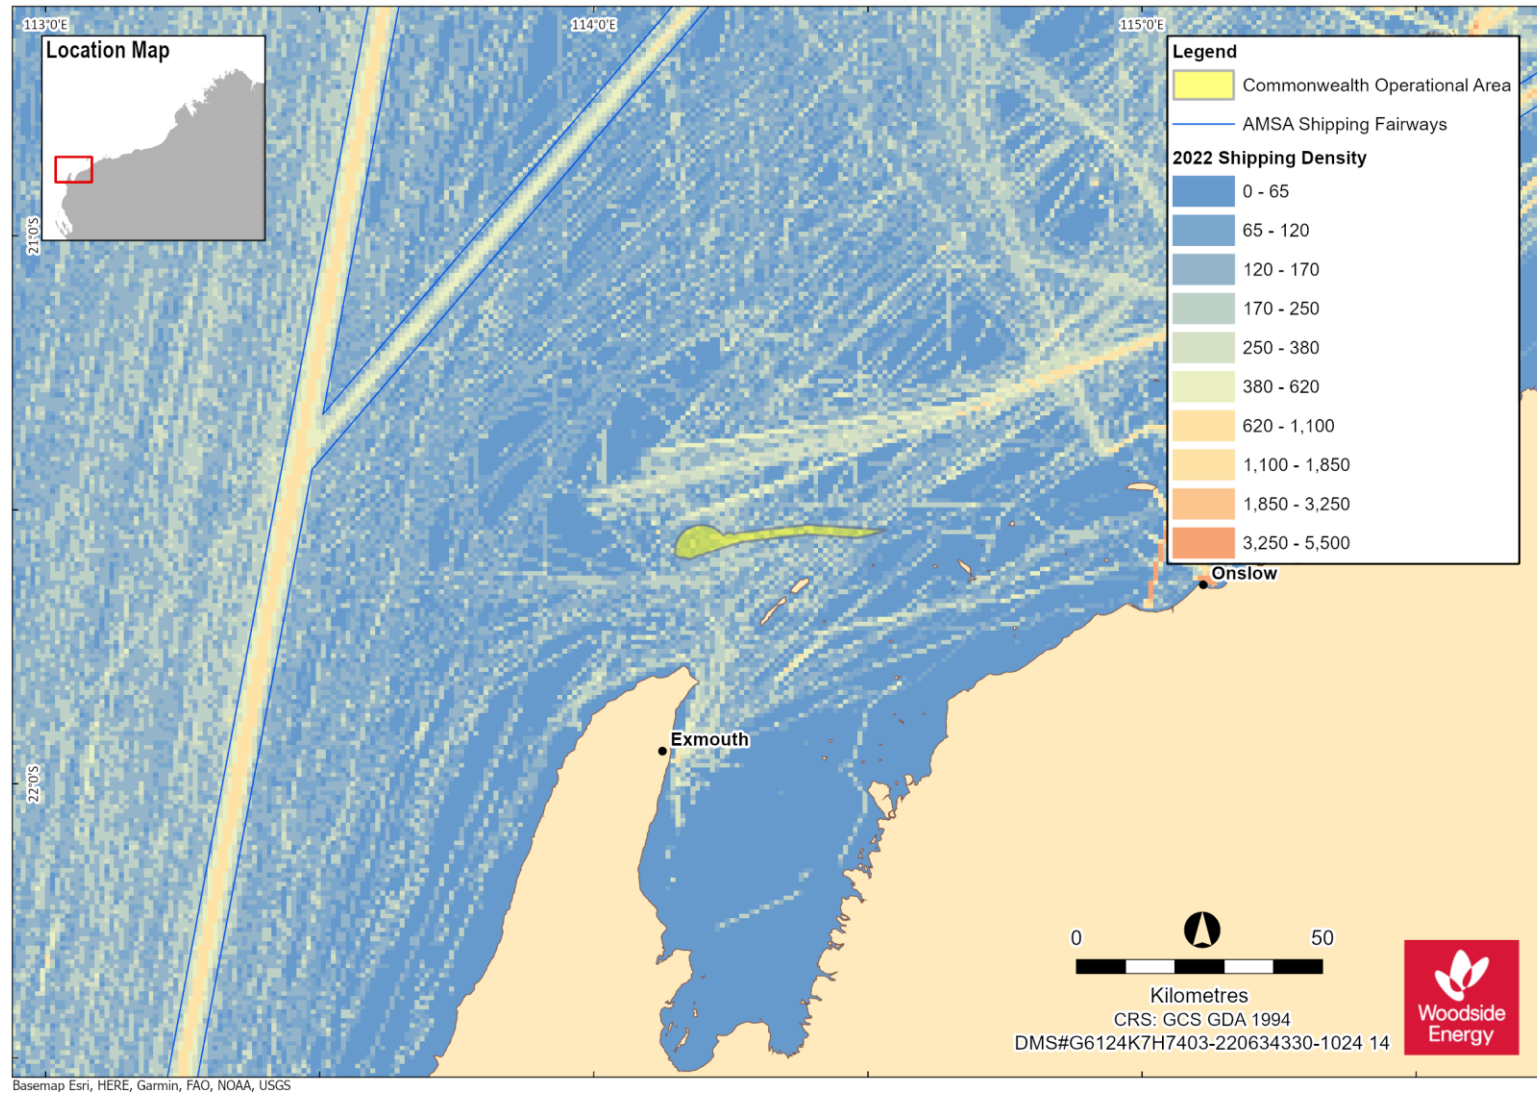 113°0'E
114°0'E
115°0'E
Location Map
21°0'S
22°0'S
Legend
Commonwealth Operational Area
AMSA Shipping Fairways
2022 Shipping Density
0 - 65
65 - 120
120 - 170
170 - 250
250 - 380
380 - 620
620 - 1,100
1,100 - 1,850
1,850 - 3,250
3,250 - 5,500
Onslow
Exmouth
0 50
Kilometres
CRS: GCS GDA 1994
DMS#G6124K7H7403-220634330-1024 14
Woodside
Energy
Basemap Esri, HERE, Garmin, FAO, NOAA, USGS